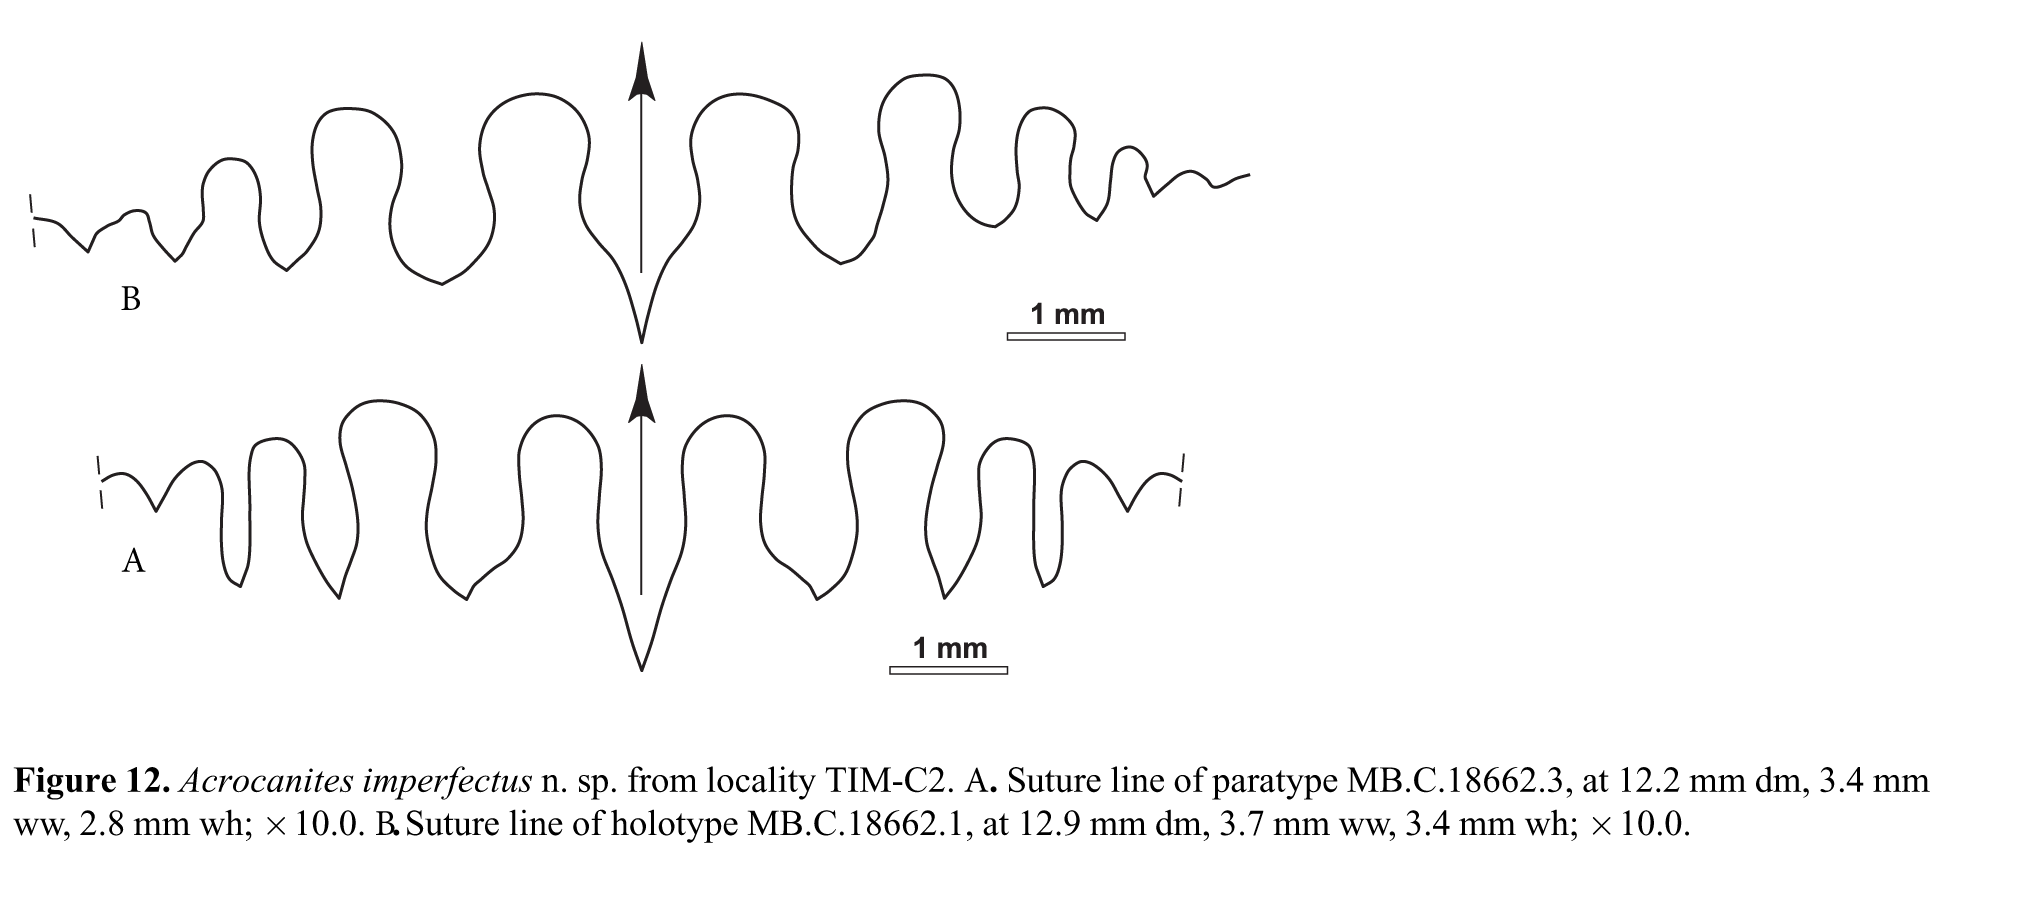 B
1 mm
A
1 mm
Figure 12. Acrocanites imperfectus n. sp. from locality TIM-C2. A. Suture line of paratype MB.C.18662.3, at 12.2 mm dm, 3.4 mm
ww, 2.8 mm wh; × 10.0. B. Suture line of holotype MB.C.18662.1, at 12.9 mm dm, 3.7 mm ww, 3.4 mm wh; × 10.0.